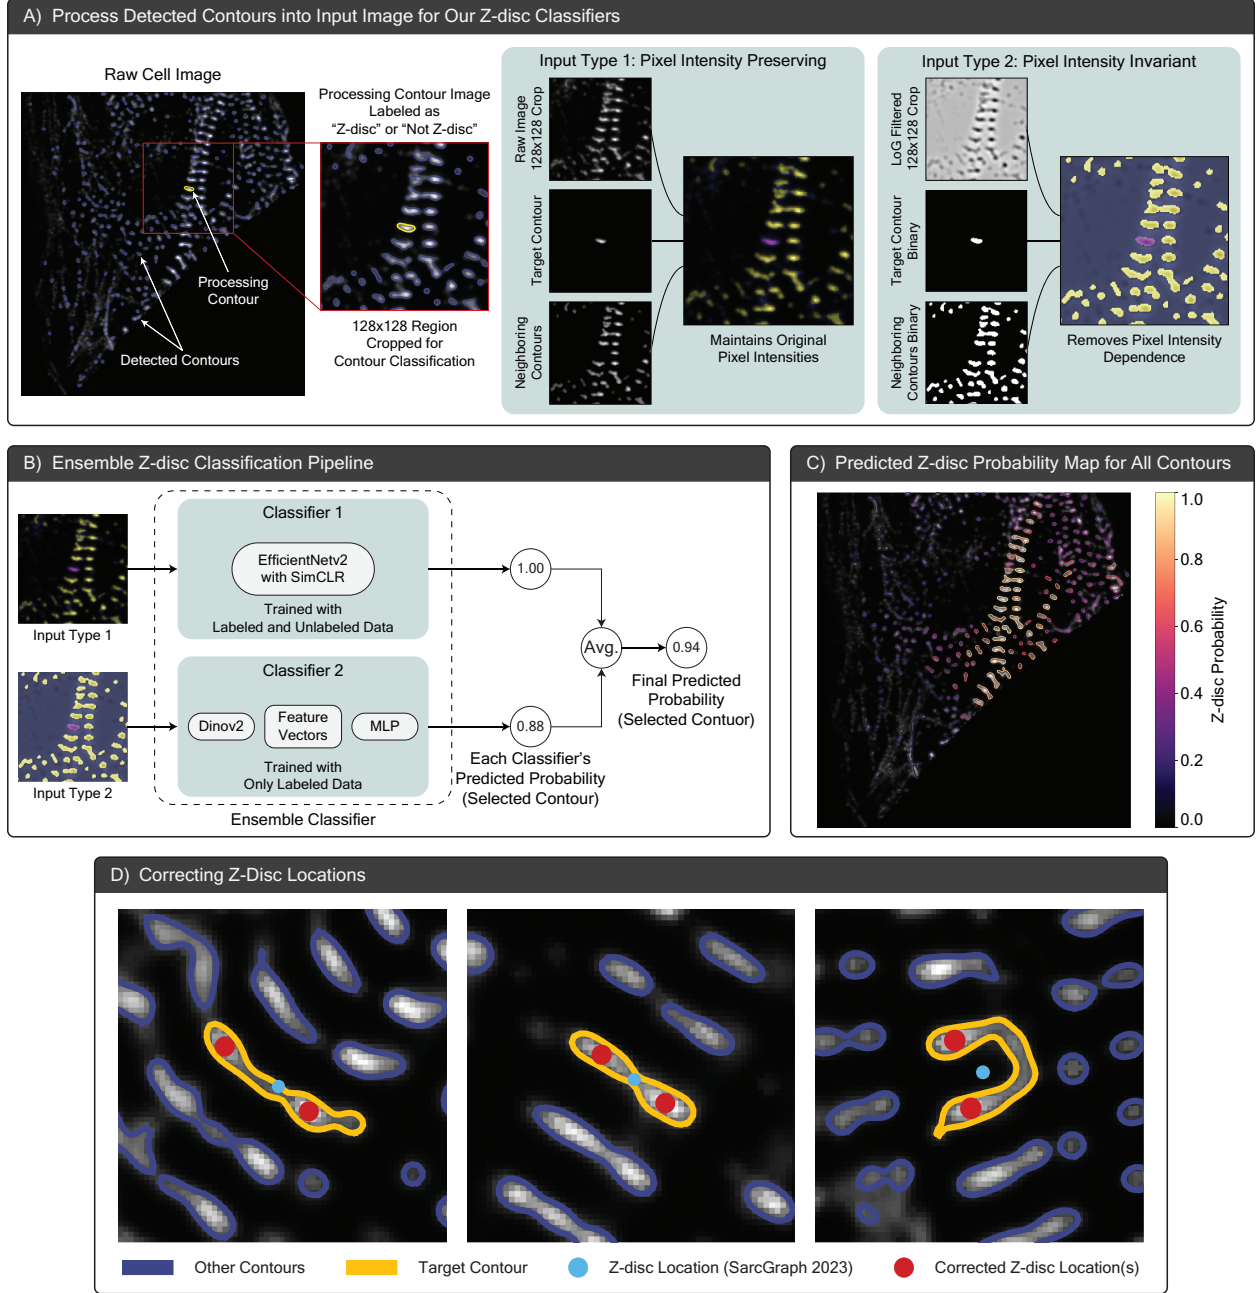 A) Process Detected Contours into Input Image for Our Z-disc Classifiers
Raw Cell Image
Processing Contour
Detected Contours
Processing Contour Image
Labeled as
“Z-disc” or “Not Z-disc”
128x128 Region
Cropped for
Contour Classification
Input Type 1: Pixel Intensity Preserving
Raw Image
128x128 Crop
Target Contour
Neighboring
Contours
Maintains Original
Pixel Intensities
Input Type 2: Pixel Intensity Invariant
LoG Filtered
128x128 Crop
Target Contour
Binary
Neighboring
Contours Binary
Removes Pixel Intensity
Dependence
B) Ensemble Z-disc Classification Pipeline
Input Type 1
Input Type 2
Classifier 1
EfficientNetv2
with SimCLR
Trained with
Labeled and Unlabeled Data
Classifier 2
Dinov2
Feature
Vectors
MLP
Trained with
Only Labeled Data
Ensemble Classifier
1.00
0.88
Each Classifier's
Predicted Probability
(Selected Contour)
Avg.
0.94
Final Predicted
Probability
(Selected Contuor)
C) Predicted Z-disc Probability Map for All Contours
1.0
0.8
0.6
0.4
0.2
0.0
Z-disc Probability
D) Correcting Z-Disc Locations
Other Contours
Target Contour
Z-disc Location (SarcGraph 2023)
Corrected Z-disc Location(s)